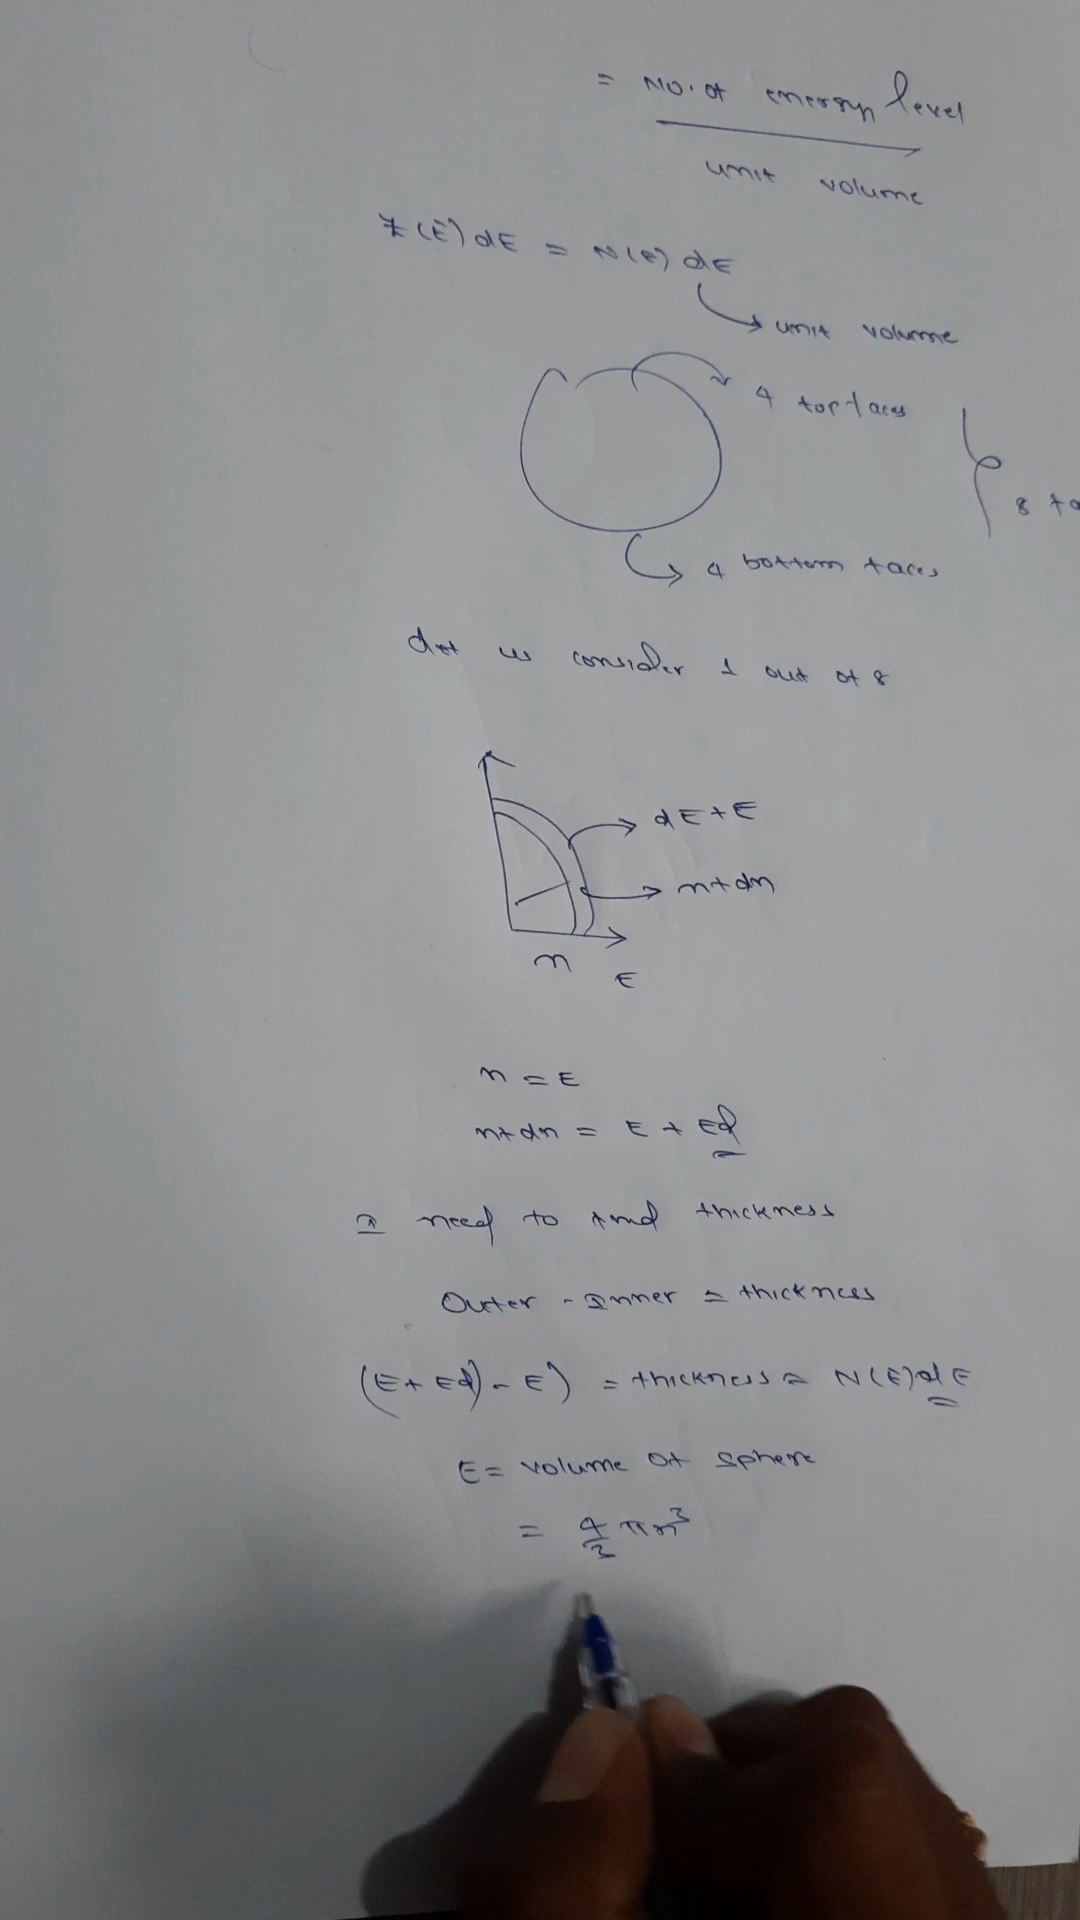 = No. of energy level
unit volume
Z(E) dE = N(E) dE
unit volume
4 top faces
8 fa
4 bottom faces
Let us consider 1 out of 8
dE + E
n + dn
n
E
n = E
n + dn = E + Ed
I need to find thickness
Outer - Inner = thickness
(E + Ed) - E) = thickness = N(E) dE
E = volume of sphere
= 4/3 πn³